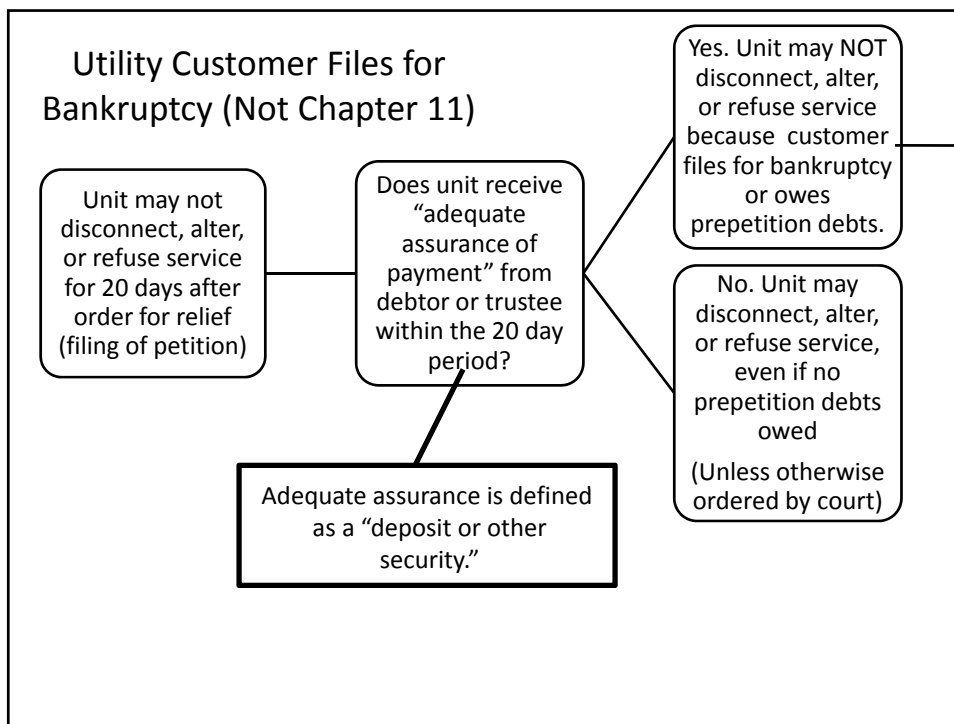 Utility Customer Files for
Bankruptcy (Not Chapter 11)
Unit may not
disconnect, alter,
or refuse service
for 20 days after
order for relief
(filing of petition)
Does unit receive
“adequate
assurance of
payment” from
debtor or trustee
within the 20 day
period?
Yes. Unit may NOT
disconnect, alter,
or refuse service
because customer
files for bankruptcy
or owes
prepetition debts.
No. Unit may
disconnect, alter,
or refuse service,
even if no
prepetition debts
owed
(Unless otherwise
ordered by court)
Adequate assurance is defined
as a “deposit or other
security.”